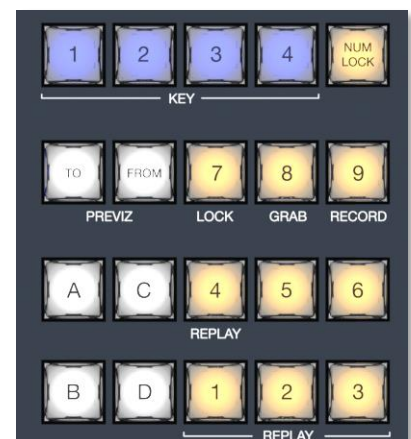 1 2 3 4 NUM LOCK
KEY
TO FROM 7 8 9
PREVIZ LOCK GRAB RECORD
A C 4 5 6
REPLAY
B D 1 2 3
REPLAY